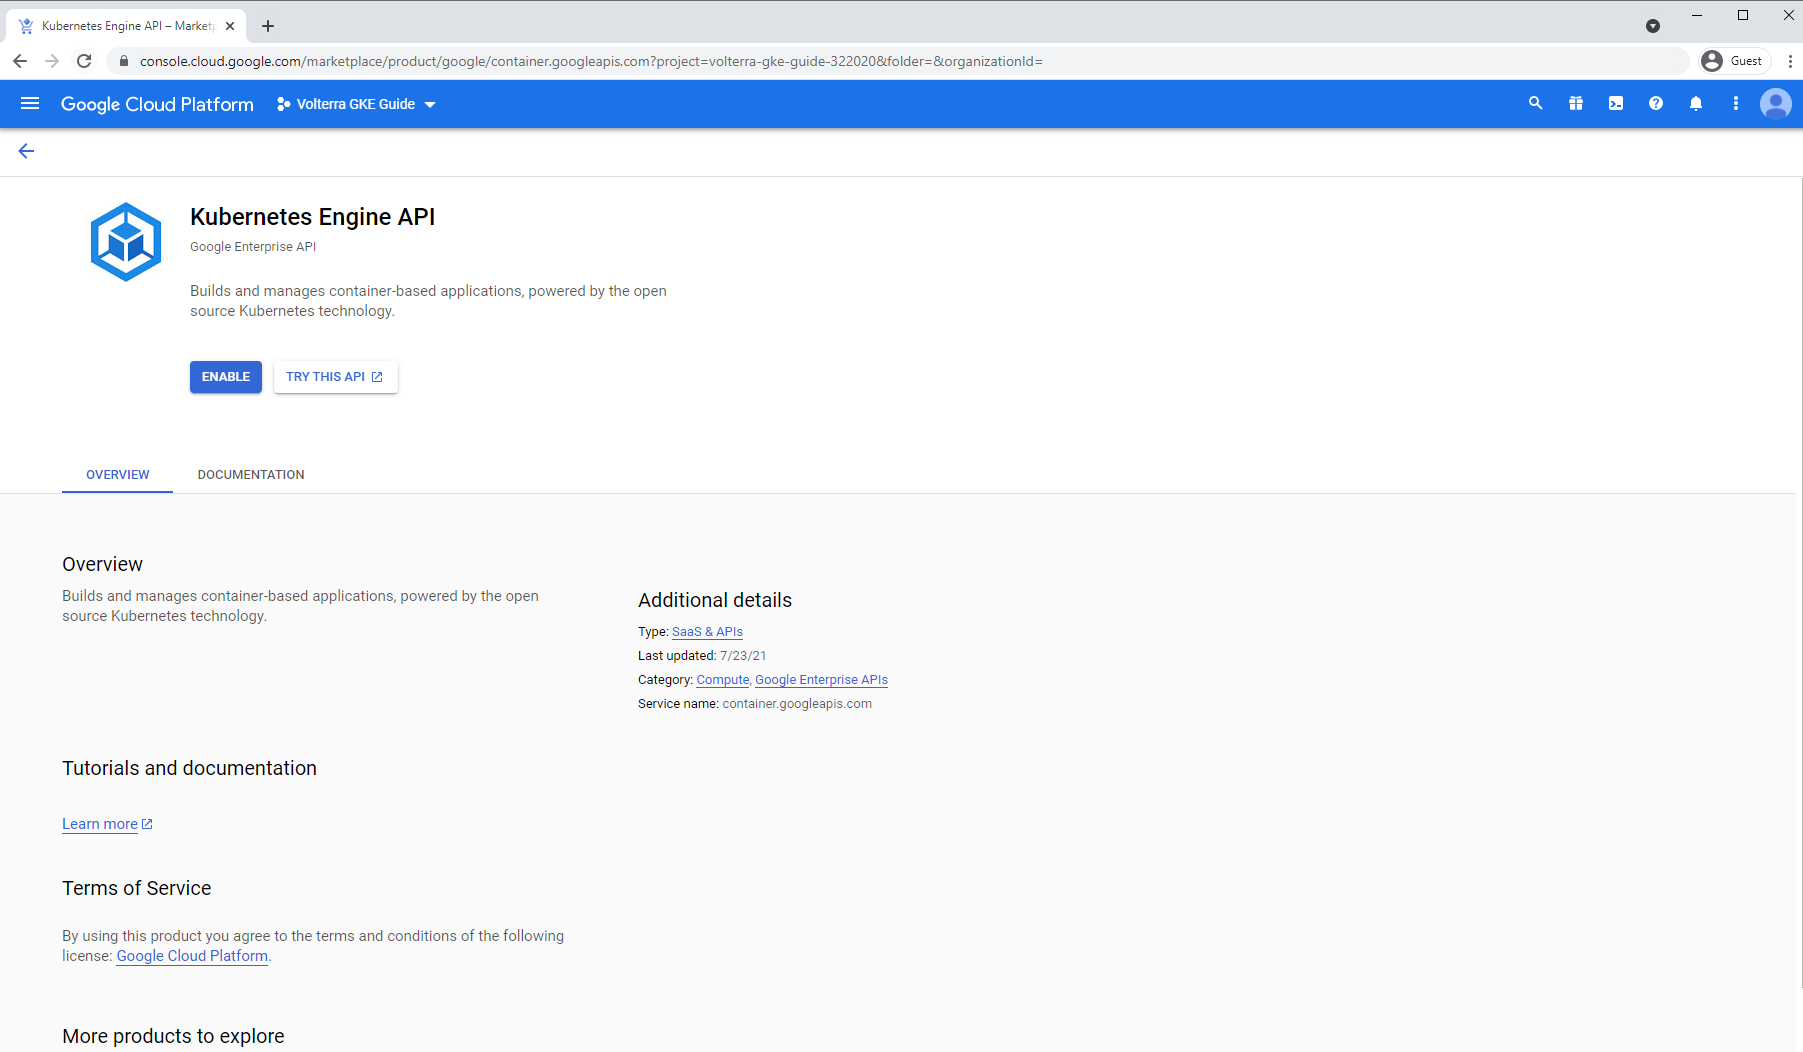 Kubernetes Engine API – Market
console.cloud.google.com/marketplace/product/google/container.googleapis.com?project=volterra-gke-guide-322020&folder=&organizationId=
Guest
Google Cloud Platform
Volterra GKE Guide
Kubernetes Engine API
Google Enterprise API
Builds and manages container-based applications, powered by the open
source Kubernetes technology.
ENABLE
TRY THIS API
OVERVIEW
DOCUMENTATION
Overview
Builds and manages container-based applications, powered by the open
source Kubernetes technology.
Additional details
Type: SaaS & APIs
Last updated: 7/23/21
Category: Compute, Google Enterprise APIs
Service name: container.googleapis.com
Tutorials and documentation
Learn more
Terms of Service
By using this product you agree to the terms and conditions of the following
license: Google Cloud Platform.
More products to explore